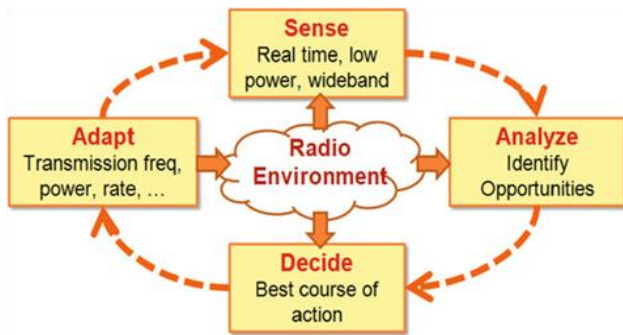 Sense
Real time, low
power, wideband
Adapt
Transmission freq,
power, rate, ...
Radio
Environment
Analyze
Identify
Opportunities
Decide
Best course of
action